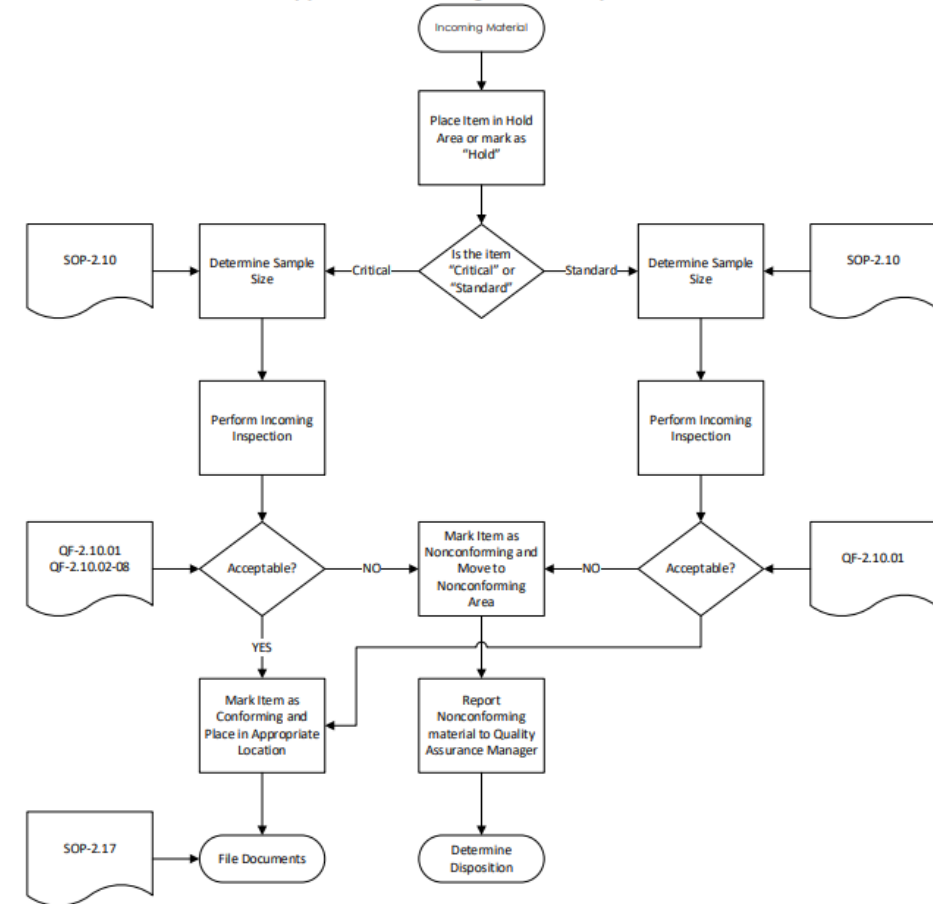 Incoming Material
Place Item in Hold
Area or mark as
"Hold"
SOP-2.10
Determine Sample
Size
Critical
Is the item
"Critical" or
"Standard"
Standard
Determine Sample
Size
SOP-2.10
Perform Incoming
Inspection
Perform Incoming
Inspection
QF-2.10.01
QF-2.10.02-08
Acceptable?
NO
Mark Item as
Nonconforming and
Move to
Nonconforming
Area
NO
Acceptable?
QF-2.10.01
YES
Mark Item as
Conforming and
Place in Appropriate
Location
Report
Nonconforming
material to Quality
Assurance Manager
SOP-2.17
File Documents
Determine
Disposition